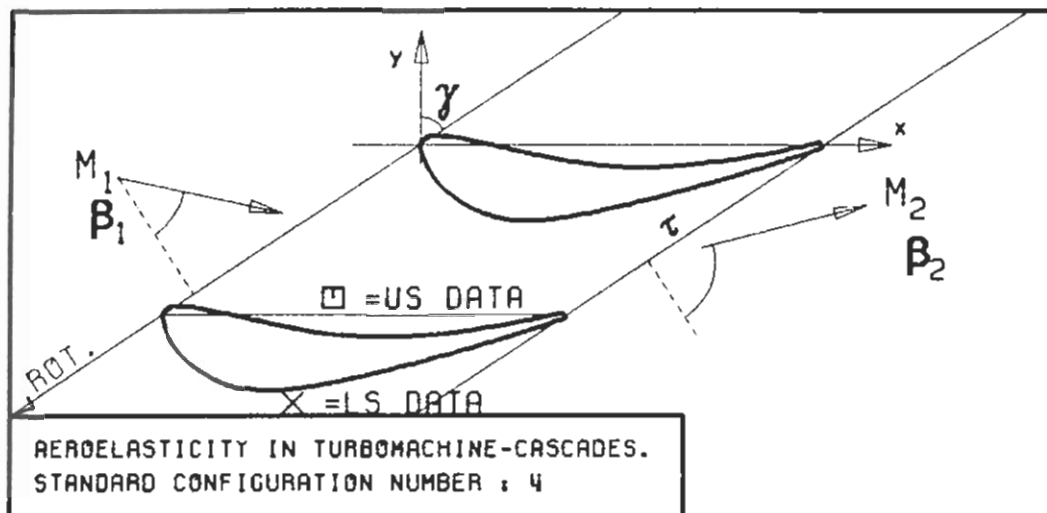 y
γ
x
M₁
β₁
M₂
τ
β₂
=US DATA
ROT.
X =LS DATA
AEROELASTICITY IN TURBOMACHINE-CASCADES.
STANDARD CONFIGURATION NUMBER : 4